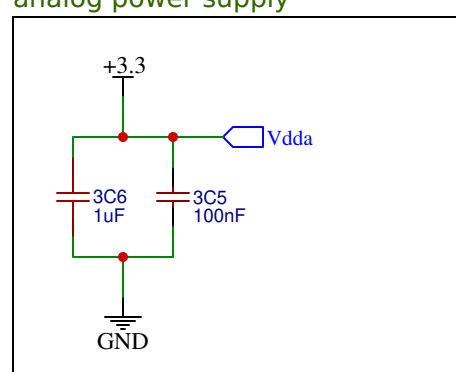 analog power supply
+3.3
Vdda
3C6
1uF
3C5
100nF
GND